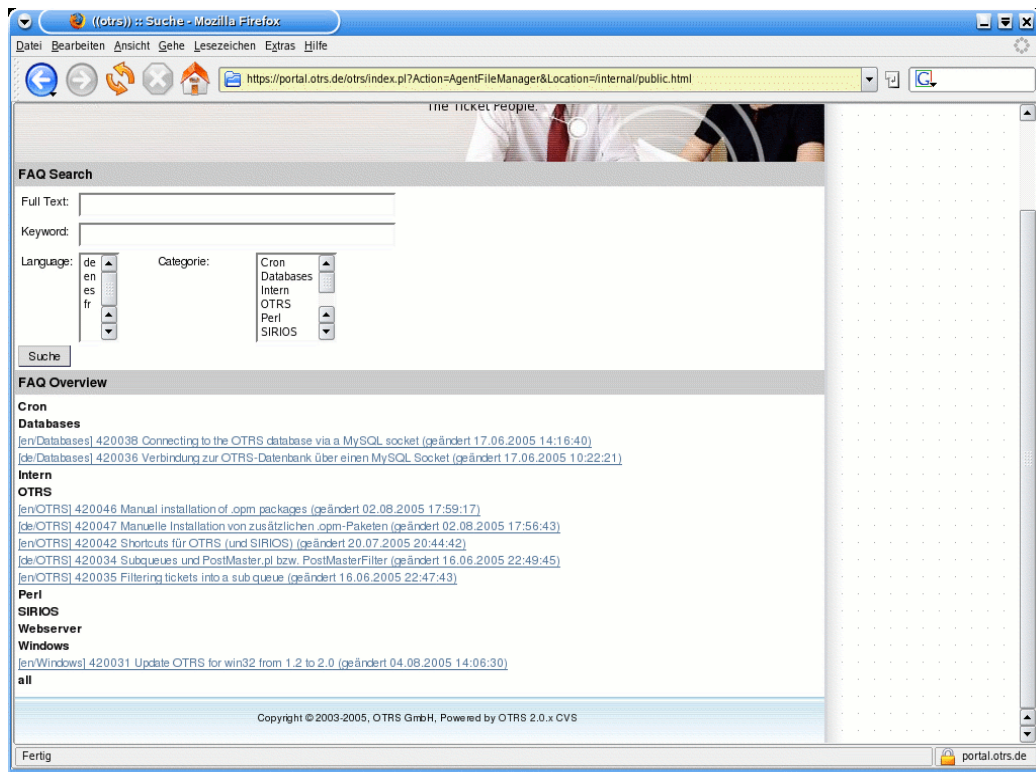 ((otrs)) :: Suche - Mozilla Firefox
Datei Bearbeiten Ansicht Gehe Lesezeichen Extras Hilfe
https://portal.otrs.de/otrs/index.pl?Action=AgentFileManager&Location=/internal/public.html
G
The Ticket People.
FAQ Search
Full Text:
Keyword:
Language: de Categorie: Cron
en Databases
es Intern
fr OTRS
Perl
SIRIOS
Suche
FAQ Overview
Cron
Databases
[en/Databases] 420038 Connecting to the OTRS database via a MySQL socket (geändert 17.06.2005 14:16:40)
[de/Databases] 420036 Verbindung zur OTRS-Datenbank über einen MySQL Socket (geändert 17.06.2005 10:22:21)
Intern
OTRS
[en/OTRS] 420046 Manual installation of .opm packages (geändert 02.08.2005 17:59:17)
[de/OTRS] 420047 Manuelle Installation von zusätzlichen .opm-Paketen (geändert 02.08.2005 17:56:43)
[en/OTRS] 420042 Shortcuts für OTRS (und SIRIOS) (geändert 20.07.2005 20:44:42)
[de/OTRS] 420034 Subqueues und PostMaster.pl bzw. PostMasterFilter (geändert 16.06.2005 22:49:45)
[en/OTRS] 420035 Filtering tickets into a sub queue (geändert 16.06.2005 22:47:43)
Perl
SIRIOS
Webserver
Windows
[en/Windows] 420031 Update OTRS for win32 from 1.2 to 2.0 (geändert 04.08.2005 14:06:30)
all
Copyright © 2003-2005, OTRS GmbH, Powered by OTRS 2.0.x CVS
Fertig portal.otrs.de